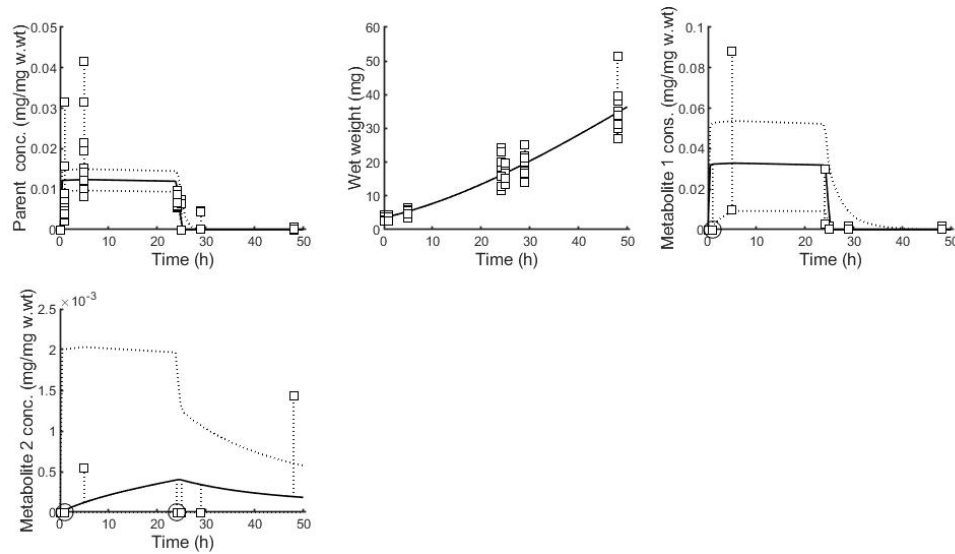 0.05
0.04
0.03
0.02
0.01
0
0 10 20 30 40 50
Time (h)
Parent conc. (mg/mg w.wt)
60
50
40
30
20
10
0
0 10 20 30 40 50
Time (h)
Wet weight (mg)
0.1
0.08
0.06
0.04
0.02
0
0 10 20 30 40 50
Time (h)
Metabolite 1 cons. (mg/mg w.wt)
×10-3
2.5
2
1.5
1
0.5
0
0 10 20 30 40 50
Time (h)
Metabolite 2 conc. (mg/mg w.wt)